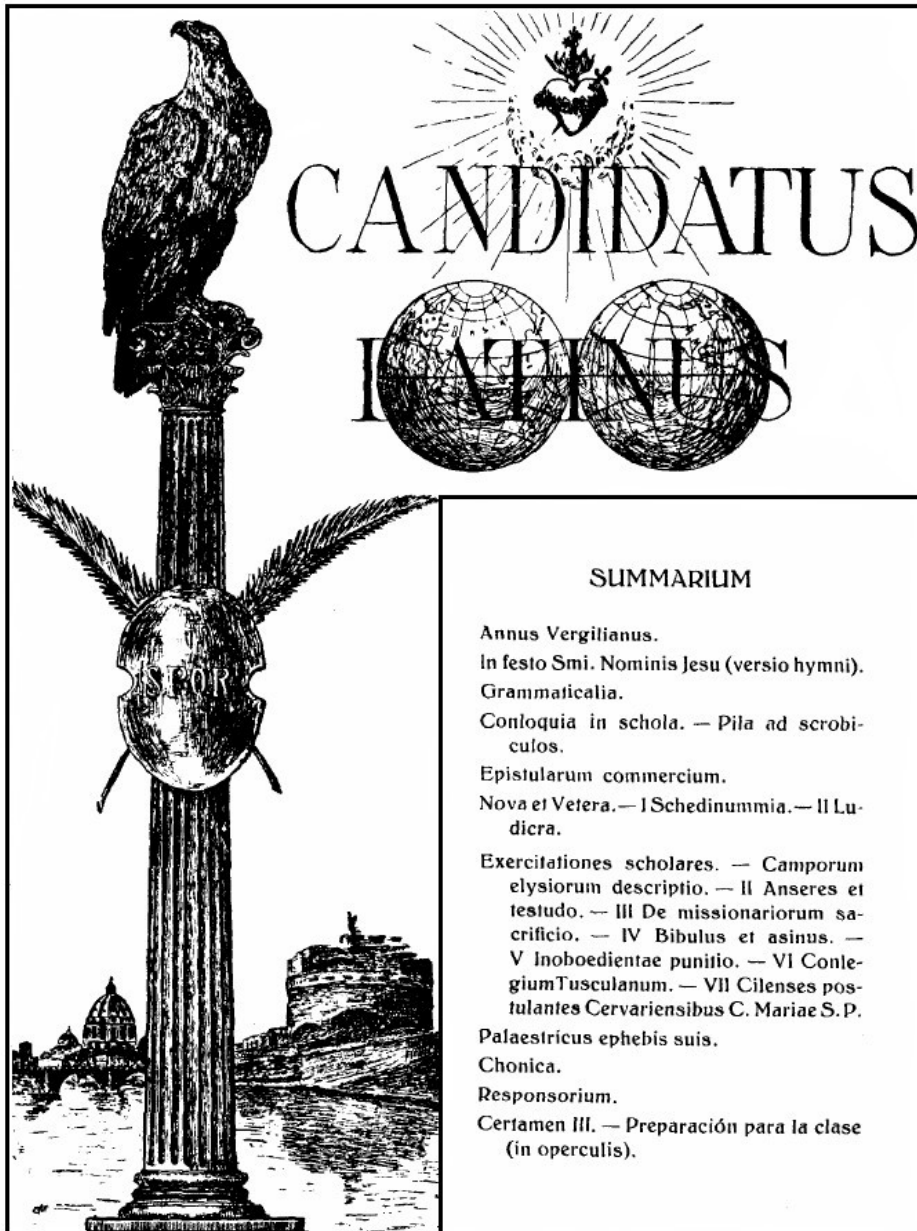 CANDIDATUS
LATINUS
SPQR
SUMMARIUM
Annus Vergilianus.
In festo Smi. Nominis Jesu (versio hymni).
Grammaticalia.
Conloquia in schola. — Pila ad scrobi-
culos.
Epistularum commercium.
Nova et Vetera. — I Schedinummia. — II Lu-
dicra.
Exercitationes scholares. — Camporum
elysiorum descriptio. — II Anseres et
testudo. — III De missionariorum sa-
crificio. — IV Bibulus et asinus. —
V Inoboedientae punitio. — VI Conle-
gium Tusculanum. — VII Cilenses pos-
tulantes Cervariensibus C. Mariae S. P.
Palaestricus ephebis suis.
Chonica.
Responsorium.
Certamen III. — Preparación para la clase
(in operculis).